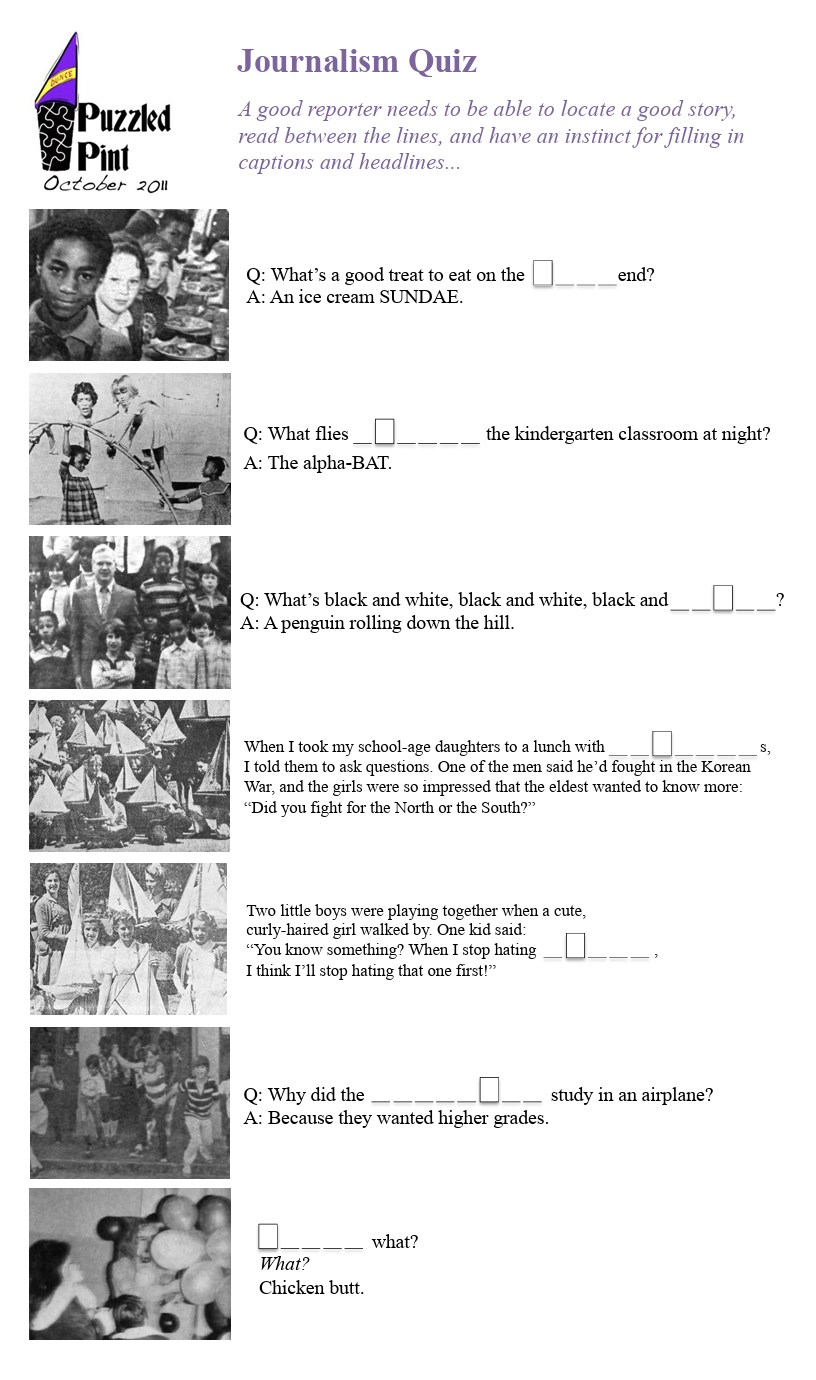 DUNCE
Puzzled
Pint
October 2011
Journalism Quiz
A good reporter needs to be able to locate a good story,
read between the lines, and have an instinct for filling in
captions and headlines...
Q: What's a good treat to eat on the □ _ _ _ end?
A: An ice cream SUNDAE.
Q: What flies _ □ _ _ _ _ the kindergarten classroom at night?
A: The alpha-BAT.
Q: What's black and white, black and white, black and _ _ □ _ _?
A: A penguin rolling down the hill.
When I took my school-age daughters to a lunch with _ _ □ _ _ _ _ s,
I told them to ask questions. One of the men said he'd fought in the Korean
War, and the girls were so impressed that the eldest wanted to know more:
“Did you fight for the North or the South?”
Two little boys were playing together when a cute,
curly-haired girl walked by. One kid said:
“You know something? When I stop hating _ □ _ _ _ ,
I think I'll stop hating that one first!”
Q: Why did the _ _ _ _ _ □ _ _ study in an airplane?
A: Because they wanted higher grades.
□ _ _ _ _ what?
What?
Chicken butt.